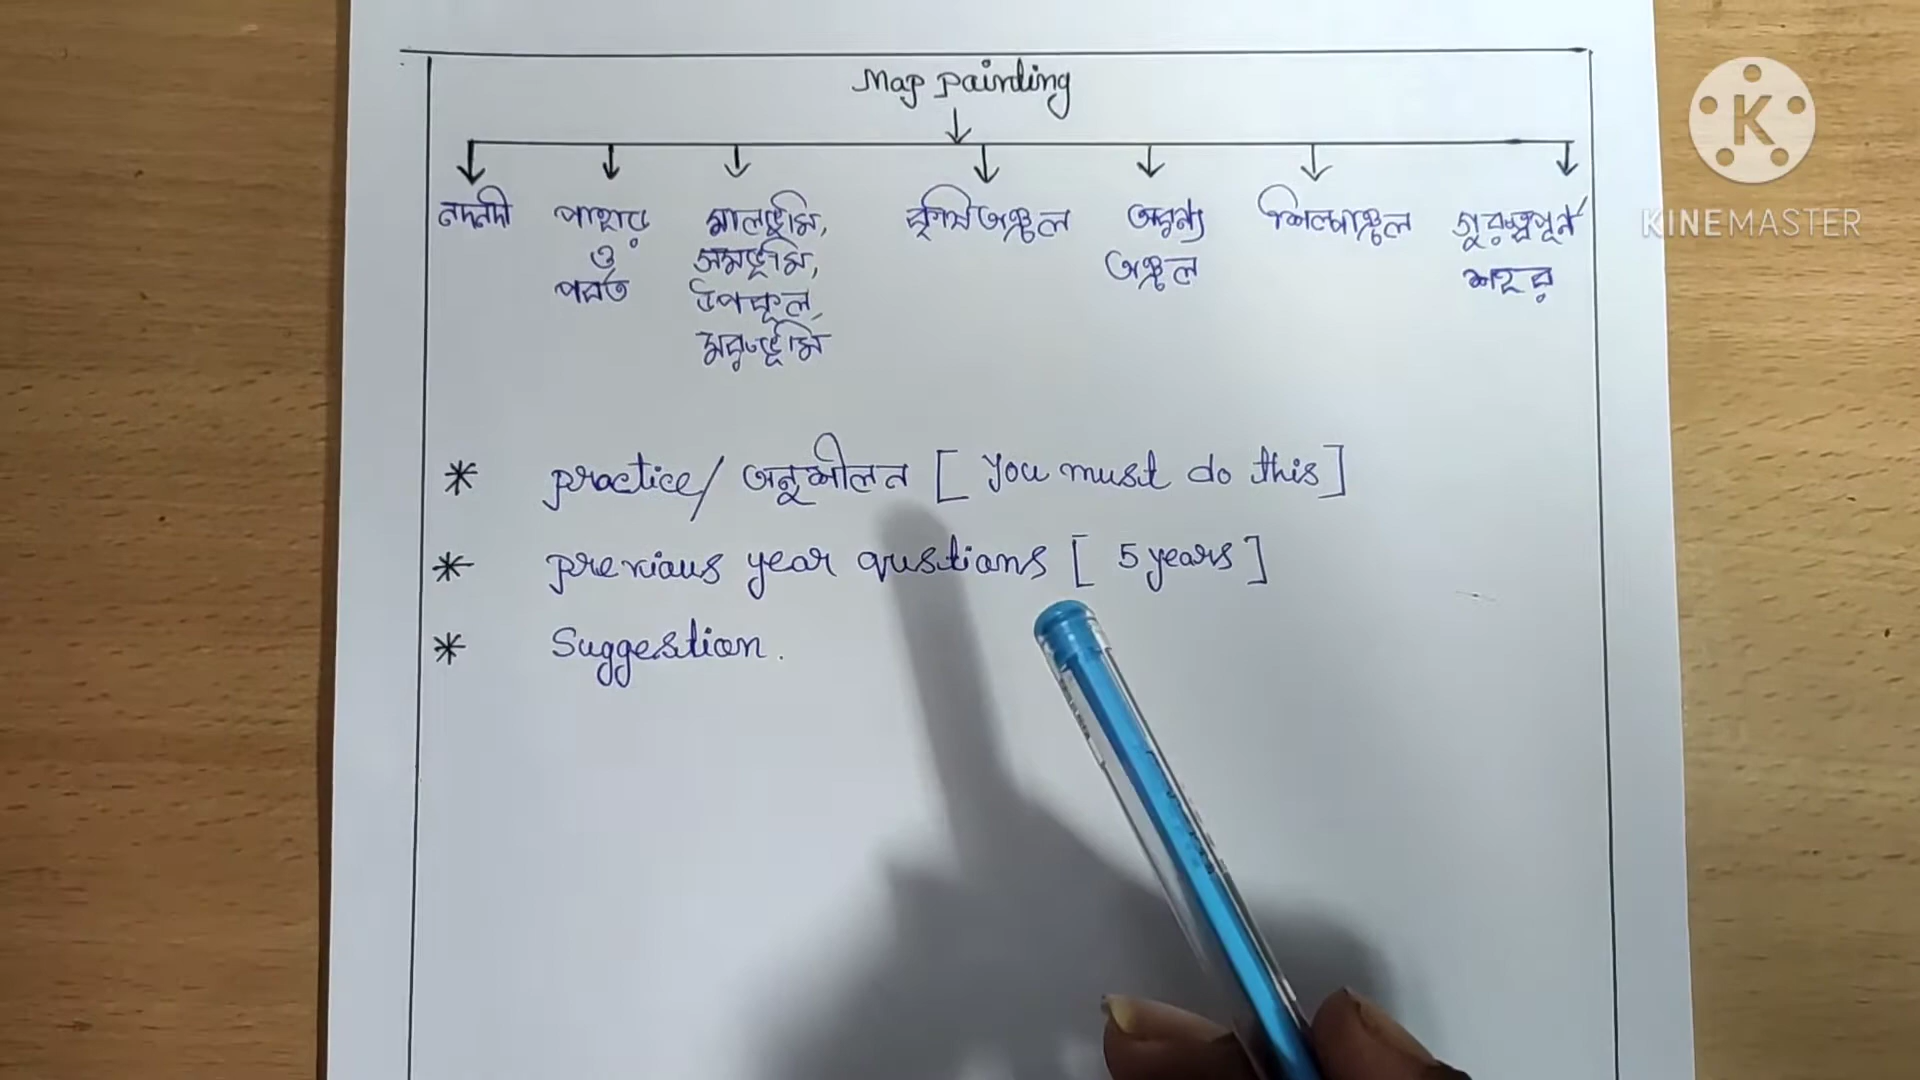 Map painting
নদনদী
পাহাড়
ও
পর্বত
মালভূমি,
সমভূমি,
উপকূল,
মরুভূমি
কৃষিঅঞ্চল
অরন্য
অঞ্চল
শিল্পাঞ্চল
গুরুত্বপূর্ন
শহর
* practice/ অনুশীলন [ you must do this ]
* previous year qustions [ 5 years ]
* Suggestion.
K
KINEMASTER